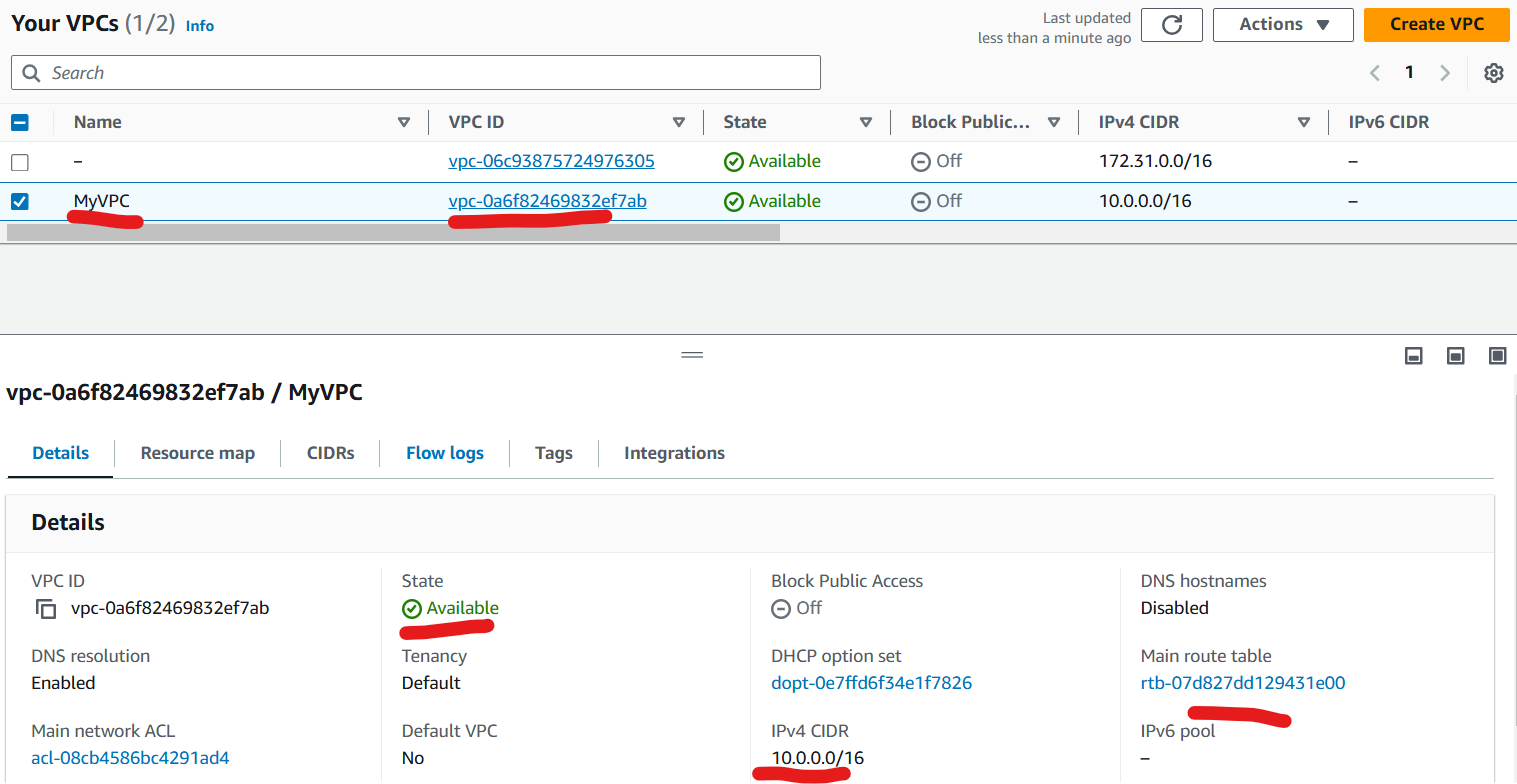 Your VPCs (1/2) Info
Last updated
less than a minute ago
Actions
Create VPC
Search
1
Name VPC ID State Block Public... IPv4 CIDR IPv6 CIDR
– vpc-06c93875724976305 Available Off 172.31.0.0/16 –
MyVPC vpc-0a6f82469832ef7ab Available Off 10.0.0.0/16 –
vpc-0a6f82469832ef7ab / MyVPC
Details Resource map CIDRs Flow logs Tags Integrations
Details
VPC ID State Block Public Access DNS hostnames
vpc-0a6f82469832ef7ab Available Off Disabled
DNS resolution Tenancy DHCP option set Main route table
Enabled Default dopt-0e7ffd6f34e1f7826 rtb-07d827dd129431e00
Main network ACL Default VPC IPv4 CIDR IPv6 pool
acl-08cb4586bc4291ad4 No 10.0.0.0/16 –